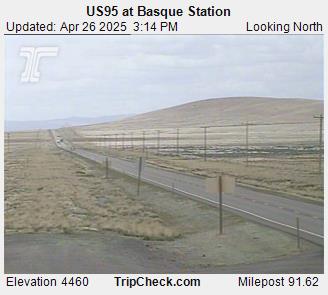 US95 at Basque Station
Updated: Apr 26 2025 3:14 PM Looking North
Elevation 4460 TripCheck.com Milepost 91.62